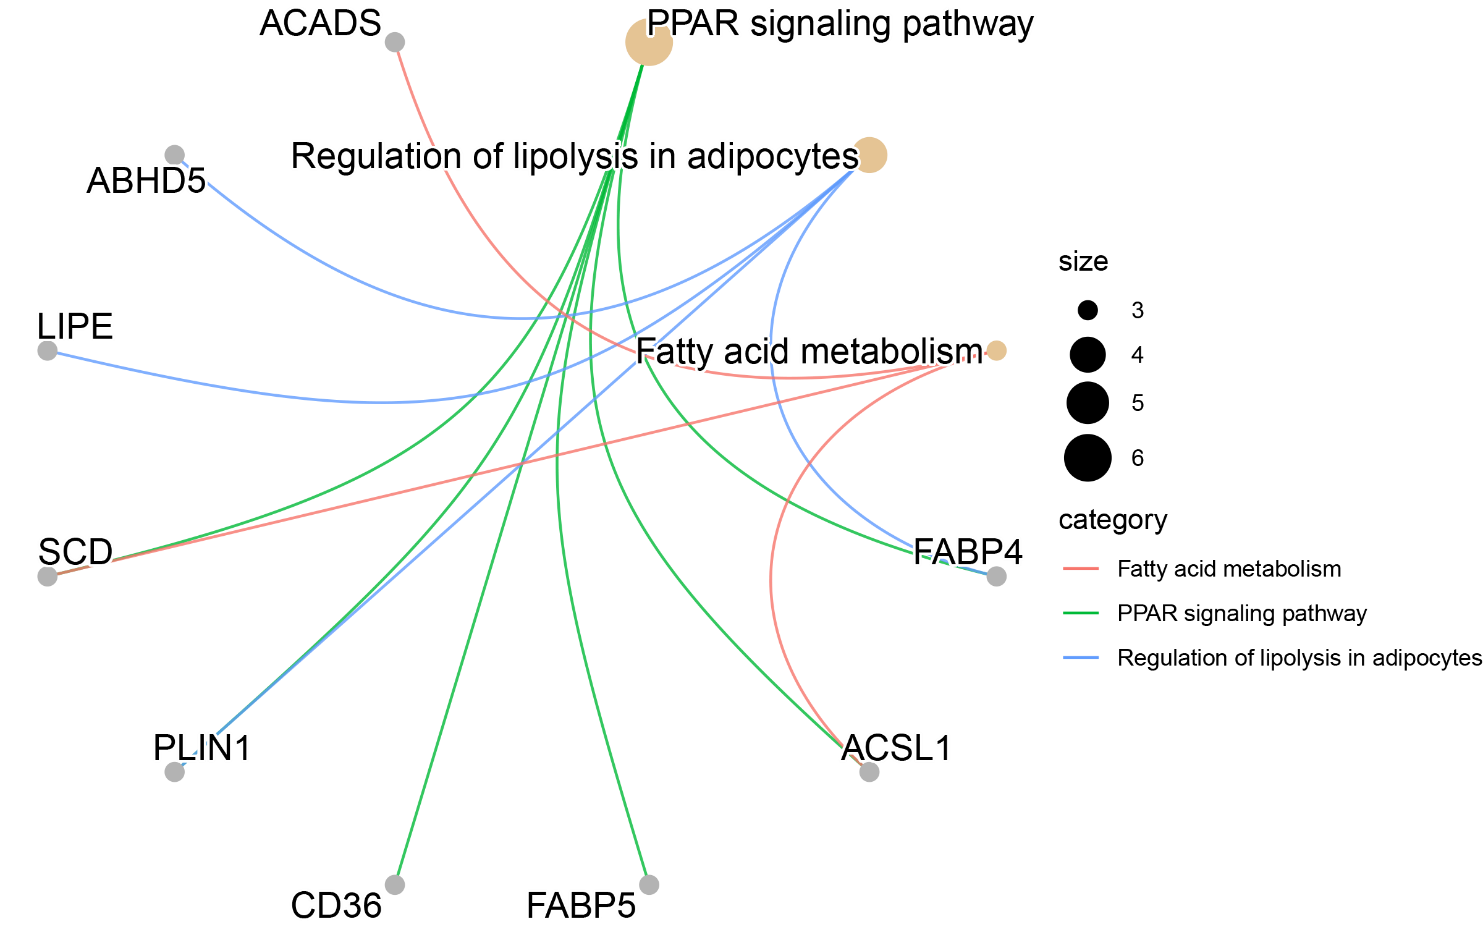 ACADS
PPAR signaling pathway
Regulation of lipolysis in adipocytes
ABHD5
LIPE
Fatty acid metabolism
SCD
FABP4
PLIN1
ACSL1
CD36
FABP5
size
3
4
5
6
category
Fatty acid metabolism
PPAR signaling pathway
Regulation of lipolysis in adipocytes